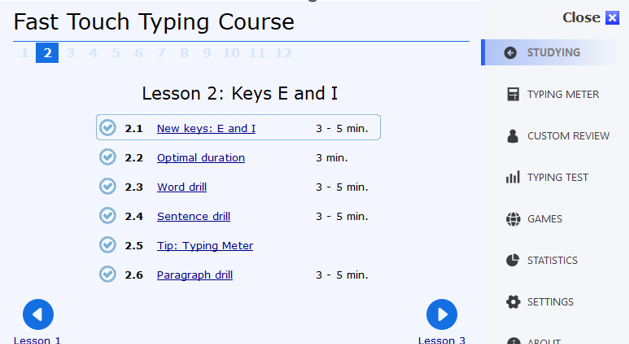 Fast Touch Typing Course
1 2 3 4 5 6 7 8 9 10 11 12
Lesson 2: Keys E and I
2.1 New keys: E and I 3 - 5 min.
2.2 Optimal duration 3 min.
2.3 Word drill 3 - 5 min.
2.4 Sentence drill 3 - 5 min.
2.5 Tip: Typing Meter
2.6 Paragraph drill 3 - 5 min.
Lesson 1
Lesson 3
Close
STUDYING
TYPING METER
CUSTOM REVIEW
TYPING TEST
GAMES
STATISTICS
SETTINGS
ABOUT